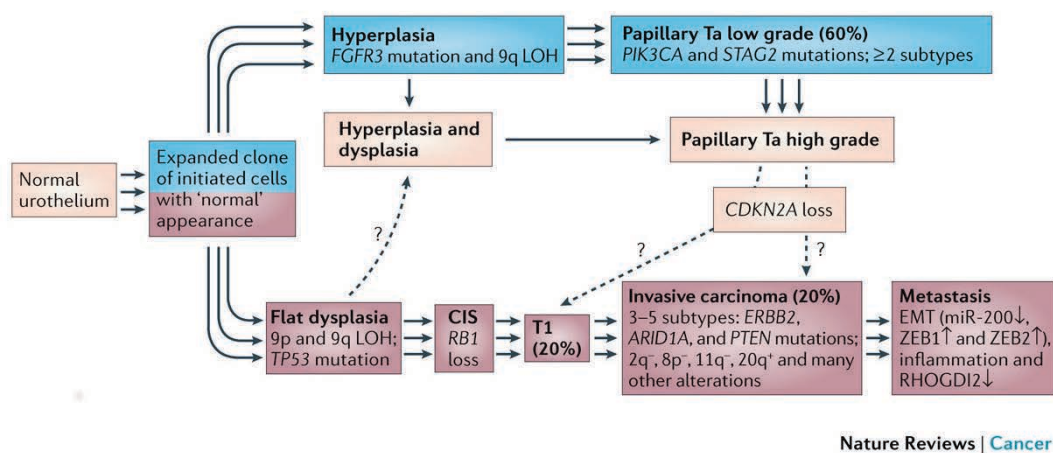 Hyperplasia
FGFR3 mutation and 9q LOH
Papillary Ta low grade (60%)
PIK3CA and STAG2 mutations; ≥2 subtypes
Hyperplasia and
dysplasia
Papillary Ta high grade
Normal
urothelium
Expanded clone
of initiated cells
with ‘normal’
appearance
CDKN2A loss
?
?
?
Flat dysplasia
9p and 9q LOH;
TP53 mutation
CIS
RB1
loss
T1
(20%)
Invasive carcinoma (20%)
3–5 subtypes: ERBB2,
ARID1A, and PTEN mutations;
2q⁻, 8p⁻, 11q⁻, 20q⁺ and many
other alterations
Metastasis
EMT (miR-200↓,
ZEB1↑ and ZEB2↑),
inflammation and
RHOGDI2↓
Nature Reviews | Cancer